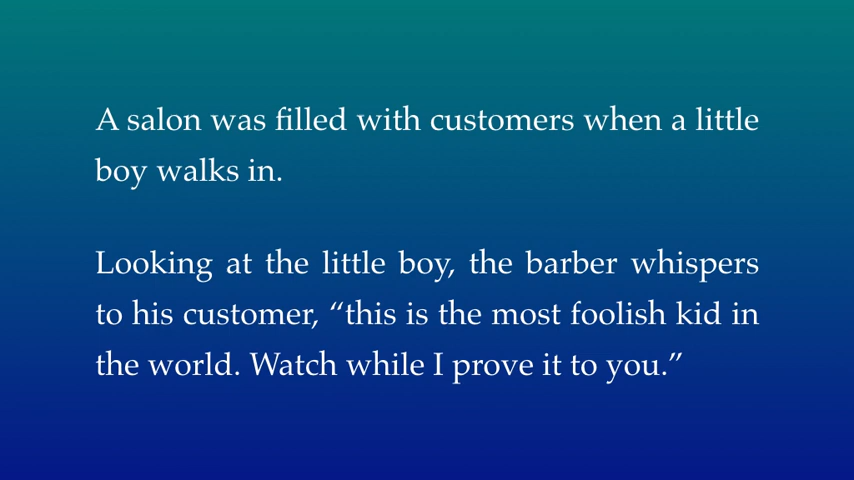 A salon was filled with customers when a little
boy walks in.
Looking at the little boy, the barber whispers
to his customer, “this is the most foolish kid in
the world. Watch while I prove it to you.”